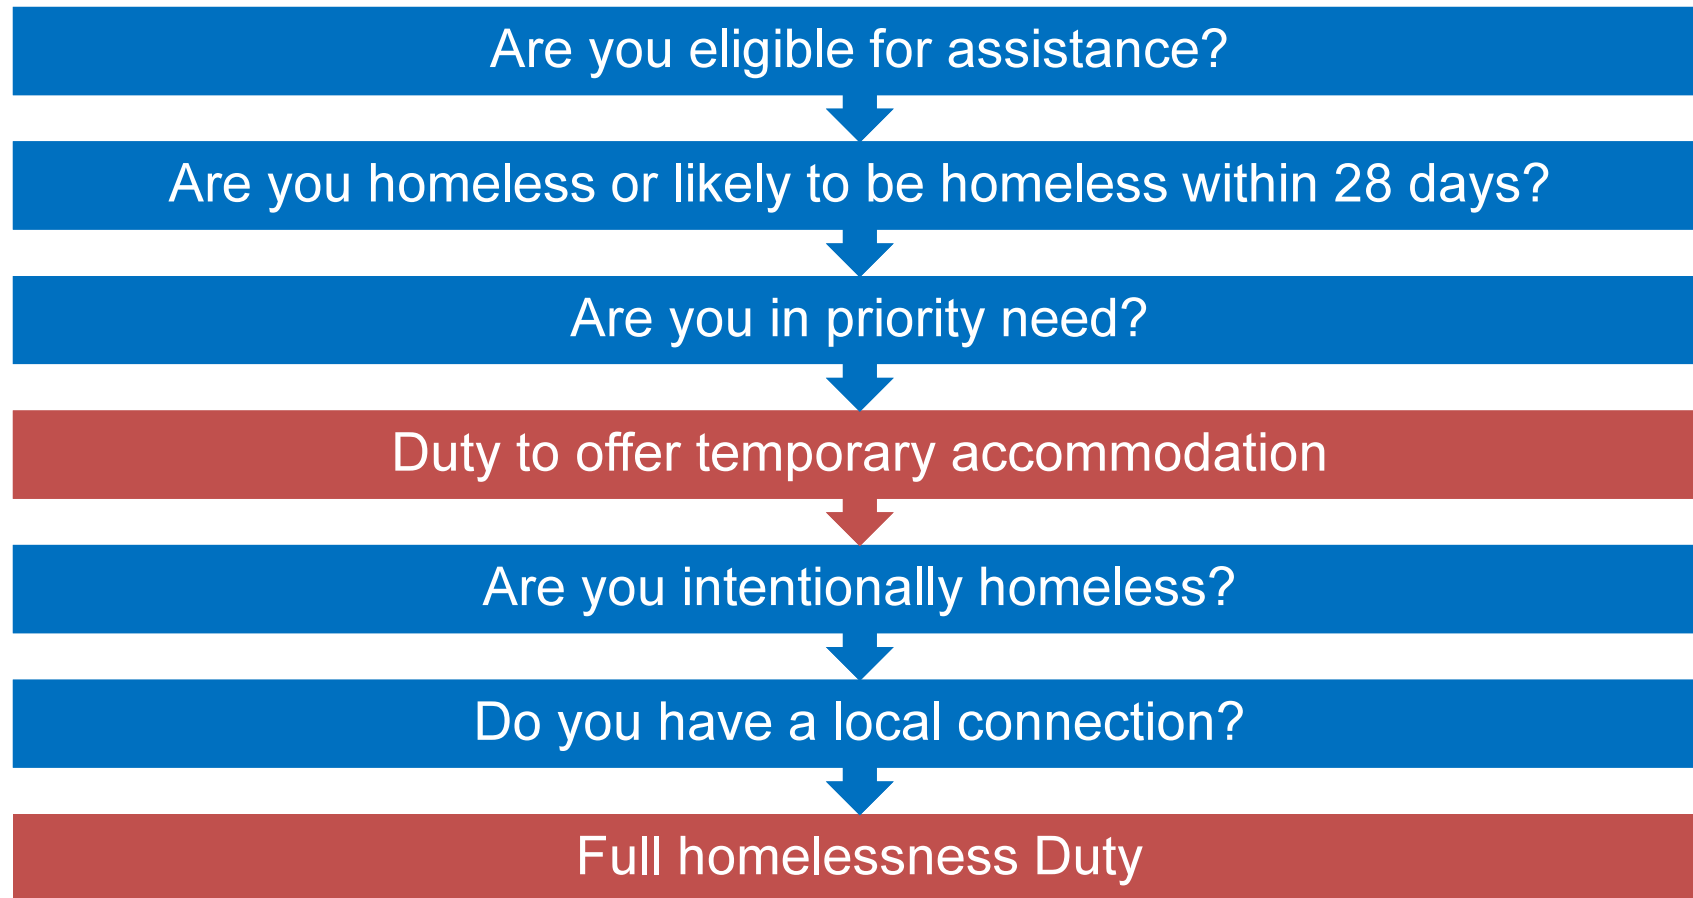 Are you eligible for assistance?
Are you homeless or likely to be homeless within 28 days?
Are you in priority need?
Duty to offer temporary accommodation
Are you intentionally homeless?
Do you have a local connection?
Full homelessness Duty